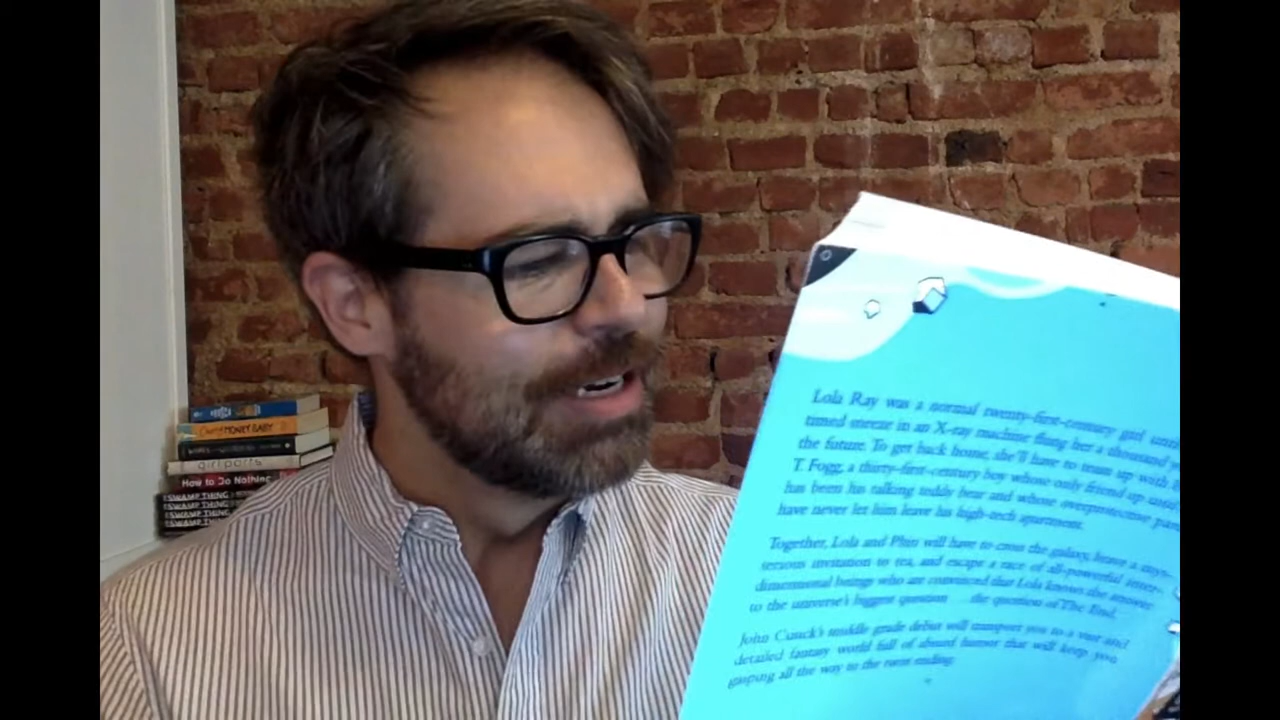 MONEY BABY
girl parts
How to Do Nothing
SWAMP THING
SWAMP THING
SWAMP THING
Lola Ray was a normal twenty-first-century girl until
timed sneeze in an X-ray machine flung her a thousand
the future. To get back home, she'll have to team up with
T. Fogg, a thirty-first-century boy whose only friend up until
has been his talking teddy bear and whose overprotective
have never let him leave his high-tech apartment.
Together, Lola and Phin will have to cross the galaxy, brave a mys-
terious invitation to tea, and escape a race of all-powerful inter-
dimensional beings who are convinced that Lola knows the answer
to the universe's biggest question the question of The End.
John Cusick's middle grade debut will transport you to a vast and
detailed fantasy world full of absurd humor that will keep you
gasping all the way to the ending.